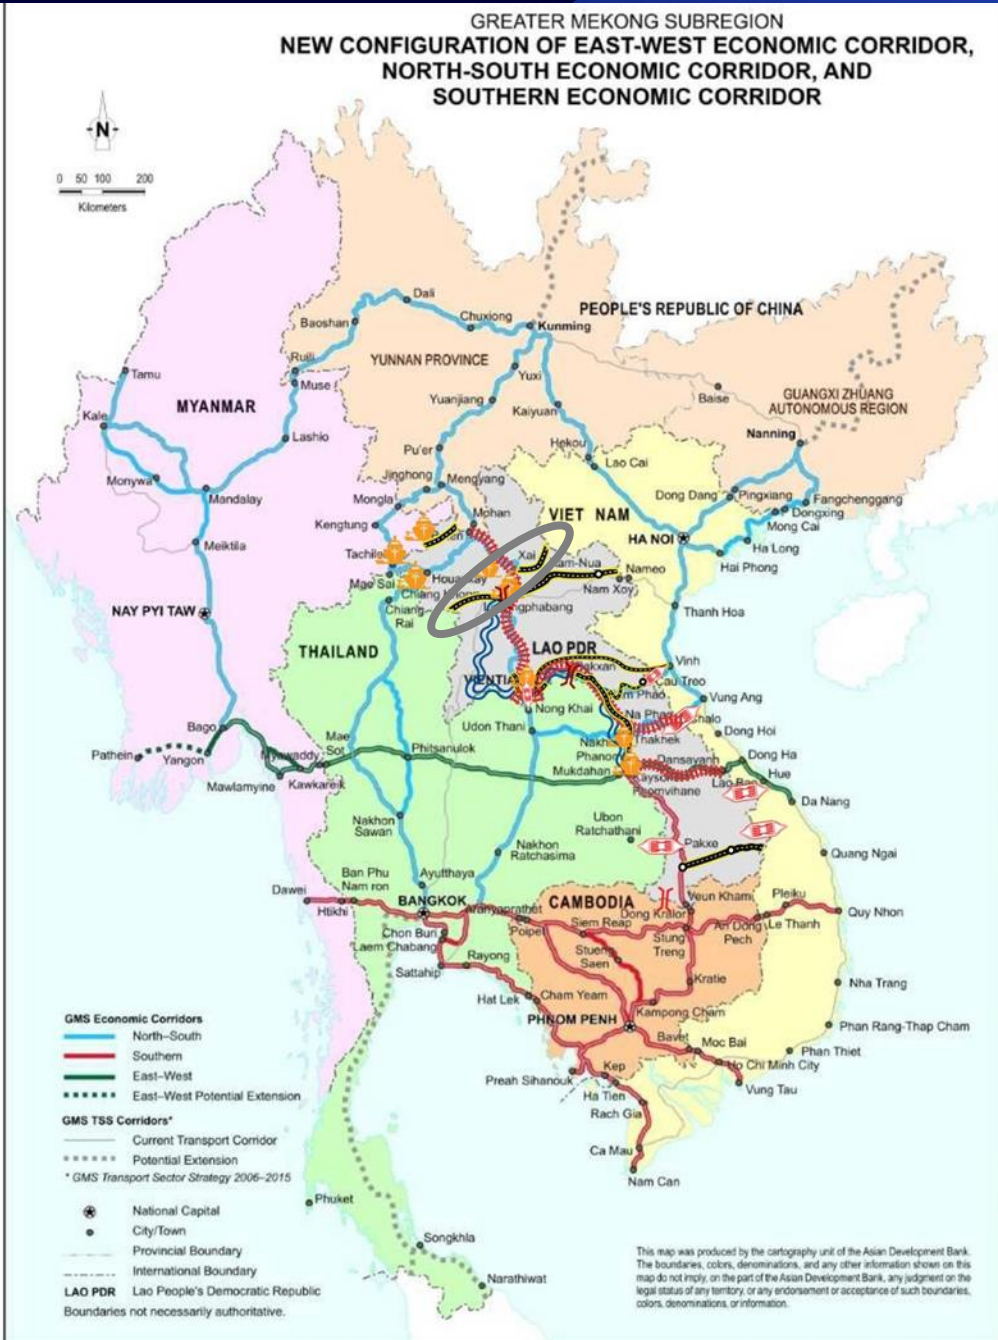 GREATER MEKONG SUBREGION
NEW CONFIGURATION OF EAST-WEST ECONOMIC CORRIDOR,
NORTH-SOUTH ECONOMIC CORRIDOR, AND
SOUTHERN ECONOMIC CORRIDOR
N
0 50 100 200
Kilometers
Dali
Baoshan
Chuxiong
Kunming
PEOPLE'S REPUBLIC OF CHINA
Ruili
YUNNAN PROVINCE
Tamu
Muse
Yuxi
MYANMAR
Yuanjiang
Kaiyuan
Baise
GUANGXI ZHUANG
AUTONOMOUS REGION
Kale
Lashio
Pu'er
Hekou
Nanning
Lao Cai
Monywa
Mandalay
Jinghong
Mengyang
Mongla
Dong Dang
Pingxiang
Fangchenggang
Dongxing
Mong Cai
Kengtung
Mohan
VIET NAM
Meiktila
HA NOI
Ha Long
Hai Phong
Xai
Nameo
Nam Xoy
Mae Sai
Chiang
Rai
NAY PYI TAW
Thanh Hoa
THAILAND
LAO PDR
Vinh
Cau Treo
Vung Ang
Nong Khai
Udon Thani
Thakhek
Dong Hoi
Bago
Pathein
Yangon
Myawaddy
Mae
Sot
Phitsanulok
Phanom
Mukdahan
Dansavanh
Dong Ha
Hue
Mawlamyine
Kawkareik
Da Nang
Nakhon
Sawan
Ubon
Ratchathani
Pakxe
Nakhon
Ratchasima
Quang Ngai
Ban Phu
Nam ron
Ayutthaya
Dawei
Htikhi
BANGKOK
Aranyaprathet
Poipet
CAMBODIA
Siem Reap
Dong Kralor
Veun Kham
Pleiku
Le Thanh
Quy Nhon
Chon Buri
Laem Chabang
Stueng
Saen
Stung
Treng
Pech
Sattahip
Rayong
Kratie
Nha Trang
Hat Lek
Cham Yeam
Kampong Cham
PHNOM PENH
Phan Rang-Thap Cham
Bavet
Moc Bai
Phan Thiet
Ho Chi Minh City
Vung Tau
Preah Sihanouk
Kep
Ha Tien
Rach Gia
Ca Mau
Nam Can
GMS Economic Corridors
North–South
Southern
East–West
East–West Potential Extension
GMS TSS Corridors*
Current Transport Corridor
Potential Extension
* GMS Transport Sector Strategy 2006–2015
National Capital
City/Town
Provincial Boundary
International Boundary
LAO PDR Lao People's Democratic Republic
Boundaries not necessarily authoritative.
Phuket
Songkhla
Narathiwat
This map was produced by the cartography unit of the Asian Development Bank.
The boundaries, colors, denominations, and any other information shown on this
map do not imply, on the part of the Asian Development Bank, any judgment on the
legal status of any territory, or any endorsement or acceptance of such boundaries,
colors, denominations, or information.